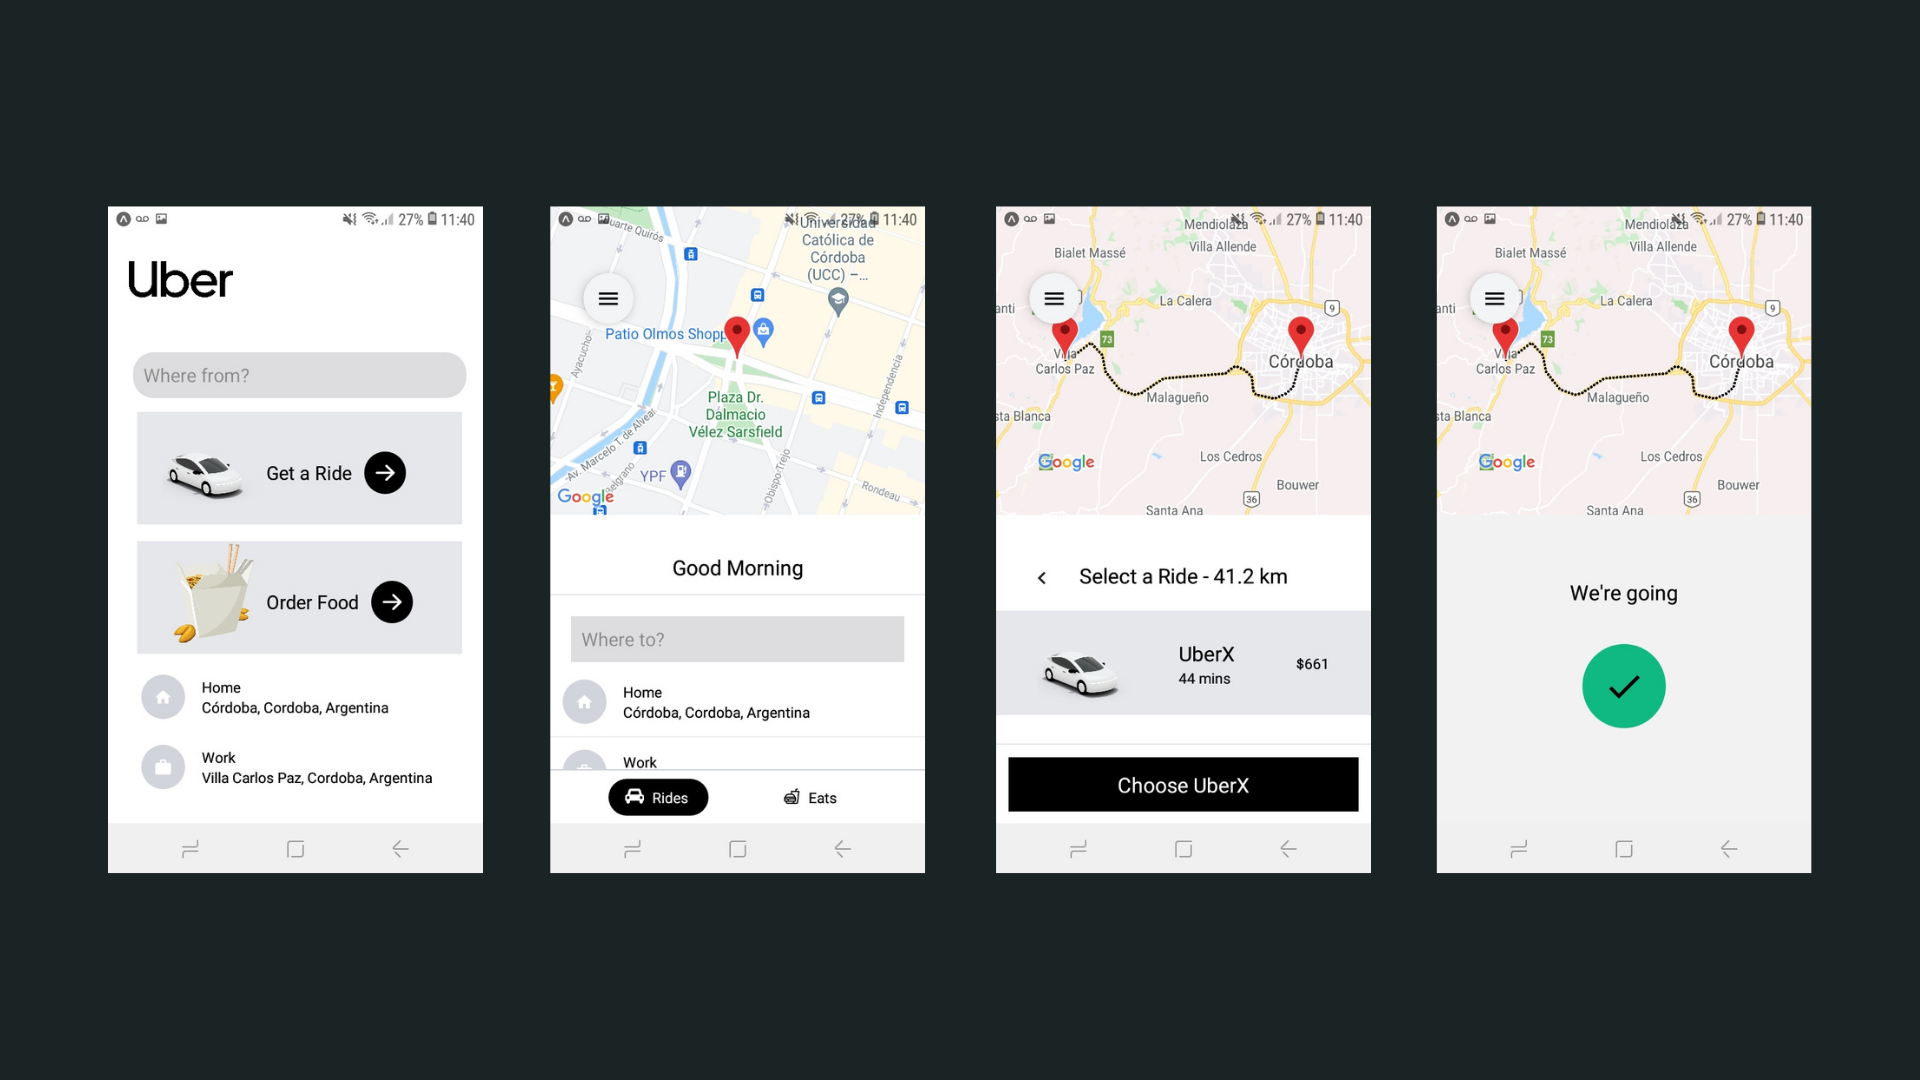 27% 11:40
Uber
Where from?
Get a Ride
Order Food
Home
Córdoba, Cordoba, Argentina
Work
Villa Carlos Paz, Cordoba, Argentina
27% 11:40
Duarte Quirós
Universidad
Católica de
Córdoba
(UCC) –...
Ayacucho
Patio Olmos Shopp
Independencia
Plaza Dr.
Dalmacio
Vélez Sarsfield
Av. Marcelo T. de Alvear
Belgrano
YPF
Obispo Trejo
Rondeau
Google
Good Morning
Where to?
Home
Córdoba, Cordoba, Argentina
Work
Rides
Eats
27% 11:40
Mendiolaza
Bialet Massé
Villa Allende
anti
La Calera
9
73
Villa
Carlos Paz
Córdoba
Malagueño
sta Blanca
Google
Los Cedros
Bouwer
36
Santa Ana
Select a Ride - 41.2 km
UberX
44 mins
$661
Choose UberX
27% 11:40
Mendiolaza
Bialet Massé
Villa Allende
anti
La Calera
9
73
Villa
Carlos Paz
Córdoba
Malagueño
sta Blanca
Google
Los Cedros
Bouwer
36
Santa Ana
We're going